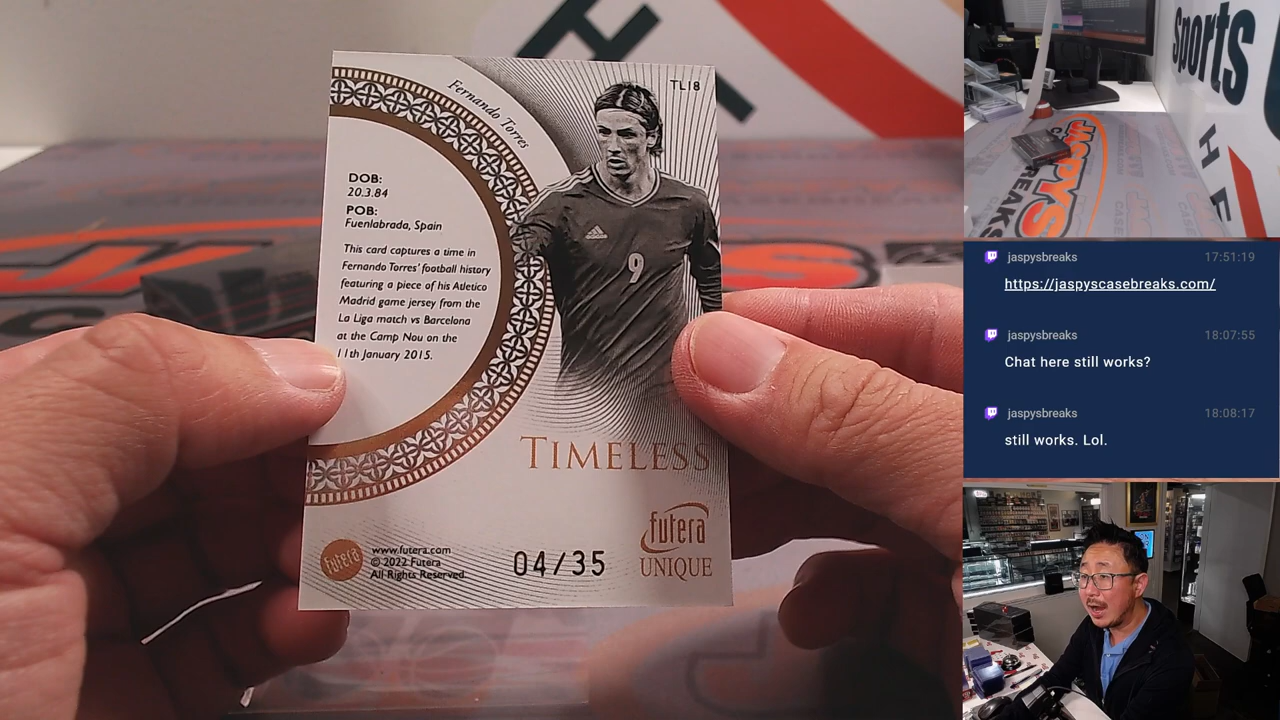 Fernando Torres
TL18
DOB:
20.3.84
POB:
Fuenlabrada, Spain
This card captures a time in
Fernando Torres' football history
featuring a piece of his Atletico
Madrid game jersey from the
La Liga match vs Barcelona
at the Camp Nou on the
11th January 2015.
9
TIMELESS
futera
UNIQUE
Futera
www.futera.com
© 2022 Futera
All Rights Reserved.
04/35
Sports
THE
JASPYS
CASE
BREAKS
jaspysbreaks 17:51:19
https://jaspyscasebreaks.com/
jaspysbreaks 18:07:55
Chat here still works?
jaspysbreaks 18:08:17
still works. Lol.